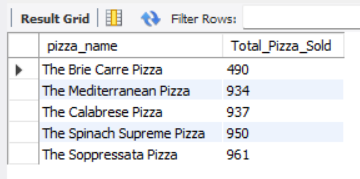 Result Grid Filter Rows:
pizza_name Total_Pizza_Sold
The Brie Carre Pizza 490
The Mediterranean Pizza 934
The Calabrese Pizza 937
The Spinach Supreme Pizza 950
The Soppressata Pizza 961